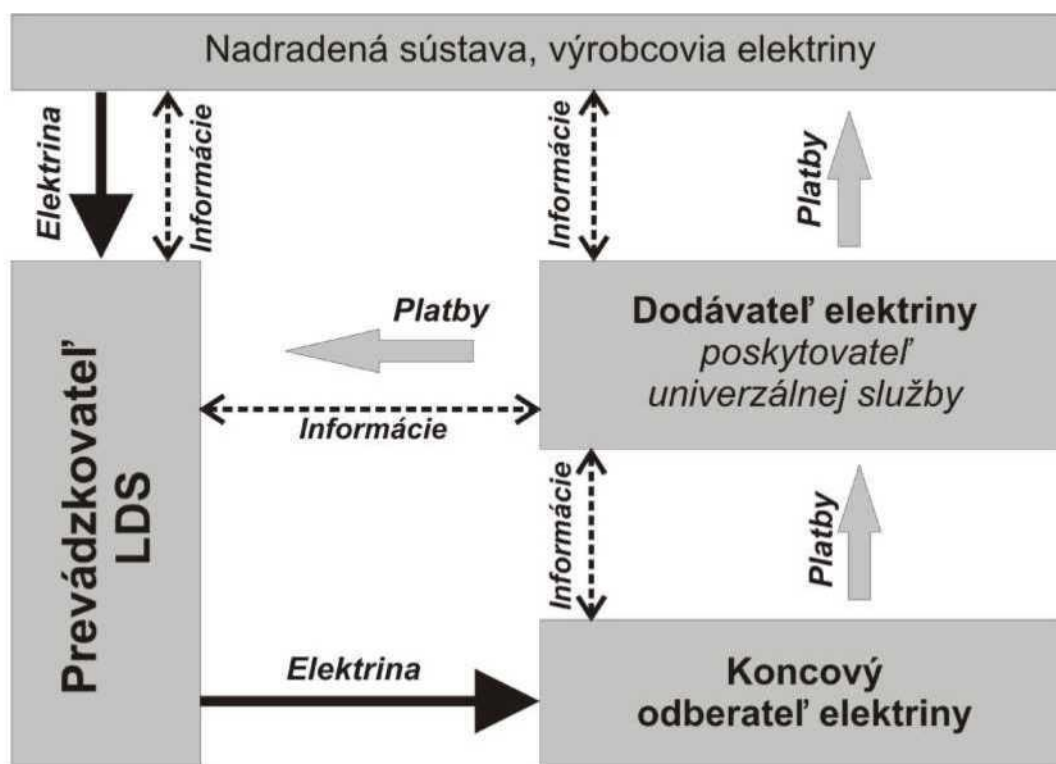 Nadradená sústava, výrobcovia elektriny
Elektrina
Informácie
Informácie
Platby
Prevádzkovateľ
LDS
Platby
Informácie
Dodávateľ elektriny
poskytovateľ
univerzálnej služby
Informácie
Platby
Elektrina
Koncový
odberateľ elektriny